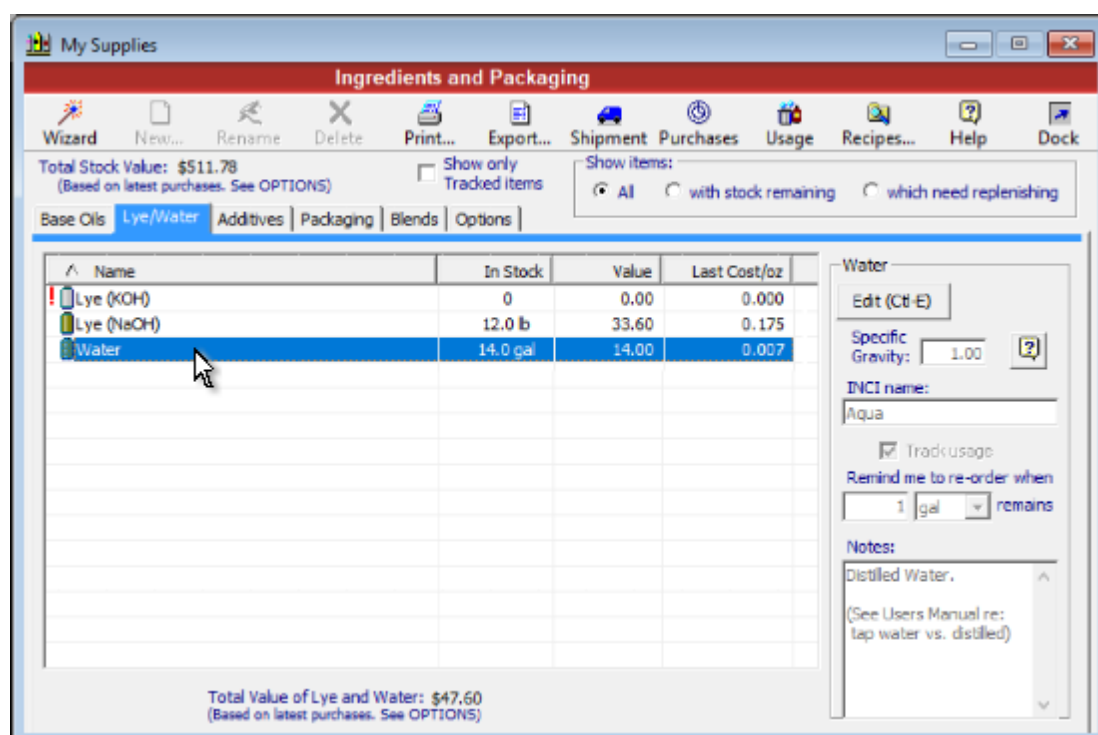 My Supplies
Ingredients and Packaging
Wizard New... Rename Delete Print... Export... Shipment Purchases Usage Recipes... Help Dock
Total Stock Value: $511.78
(Based on latest purchases. See OPTIONS)
Show only
Tracked items
Show items:
All with stock remaining which need replenishing
Base Oils Lye/Water Additives Packaging Blends Options
Name In Stock Value Last Cost/oz
! Lye (KOH) 0 0.00 0.000
Lye (NaOH) 12.0 lb 33.60 0.175
Water 14.0 gal 14.00 0.007
Total Value of Lye and Water: $47.60
(Based on latest purchases. See OPTIONS)
Water
Edit (Ctl-E)
Specific
Gravity: 1.00
INCI name:
Aqua
Track usage
Remind me to re-order when
1 gal remains
Notes:
Distilled Water.
(See Users Manual re:
tap water vs. distilled)